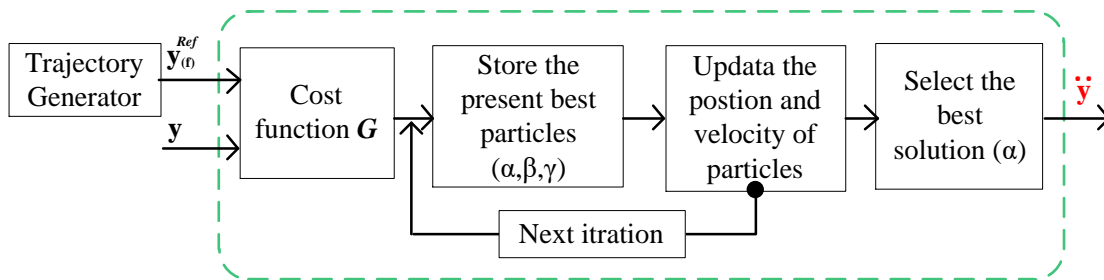 Trajectory
Generator
y(f)^Ref
y
Cost
function G
Store the
present best
particles
(α,β,γ)
Updata the
postion and
velocity of
particles
Select the
best
solution (α)
ÿ
Next itration